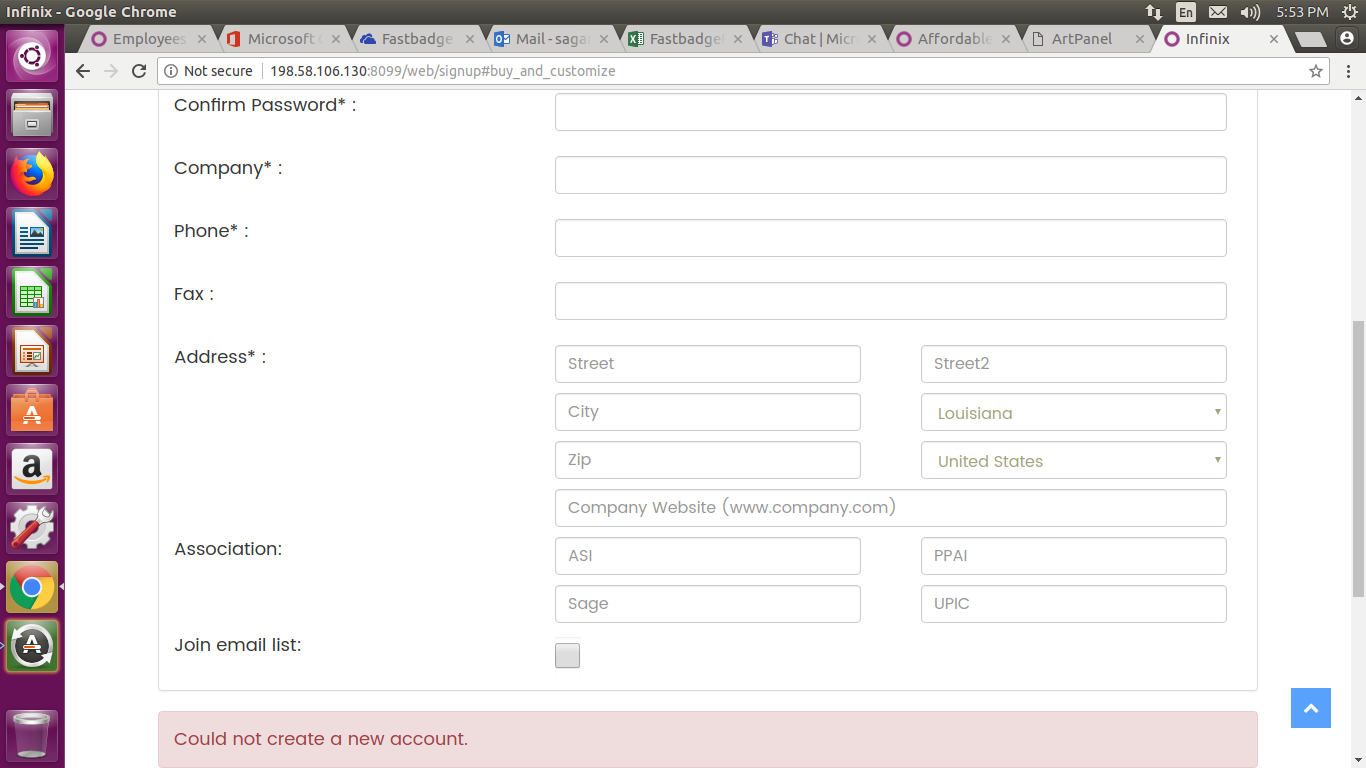 Infinix - Google Chrome
En
5:53 PM
Employees
Microsoft
Fastbadge
Mail - saga
Fastbadge
Chat | Micr
Affordable
ArtPanel
Infinix
Not secure
198.58.106.130:8099/web/signup#buy_and_customize
Confirm Password* :
Company* :
Phone* :
Fax :
Address* :
Street
Street2
City
Louisiana
Zip
United States
Company Website (www.company.com)
Association:
ASI
PPAI
Sage
UPIC
Join email list:
Could not create a new account.